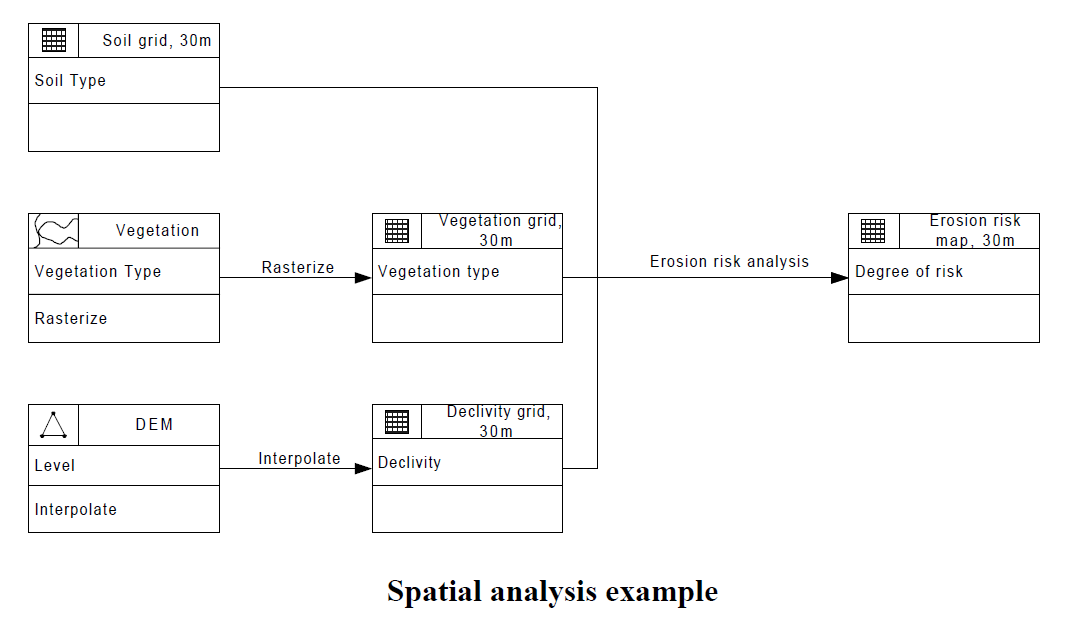 Soil grid, 30m
Soil Type
Vegetation
Vegetation Type
Rasterize
Rasterize
Vegetation grid,
30m
Vegetation type
Erosion risk analysis
Erosion risk
map, 30m
Degree of risk
DEM
Level
Interpolate
Interpolate
Declivity grid,
30m
Declivity
Spatial analysis example